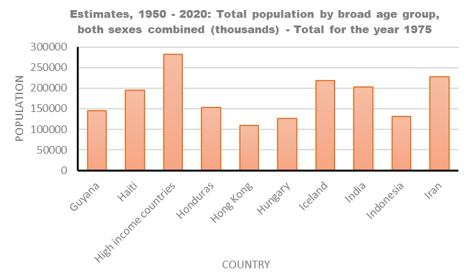 Estimates, 1950 - 2020: Total population by broad age group,
both sexes combined (thousands) - Total for the year 1975
300000
250000
200000
150000
100000
50000
0
POPULATION
Guyana
Haiti
High income countries
Honduras
Hong Kong
Hungary
Iceland
India
Indonesia
Iran
COUNTRY